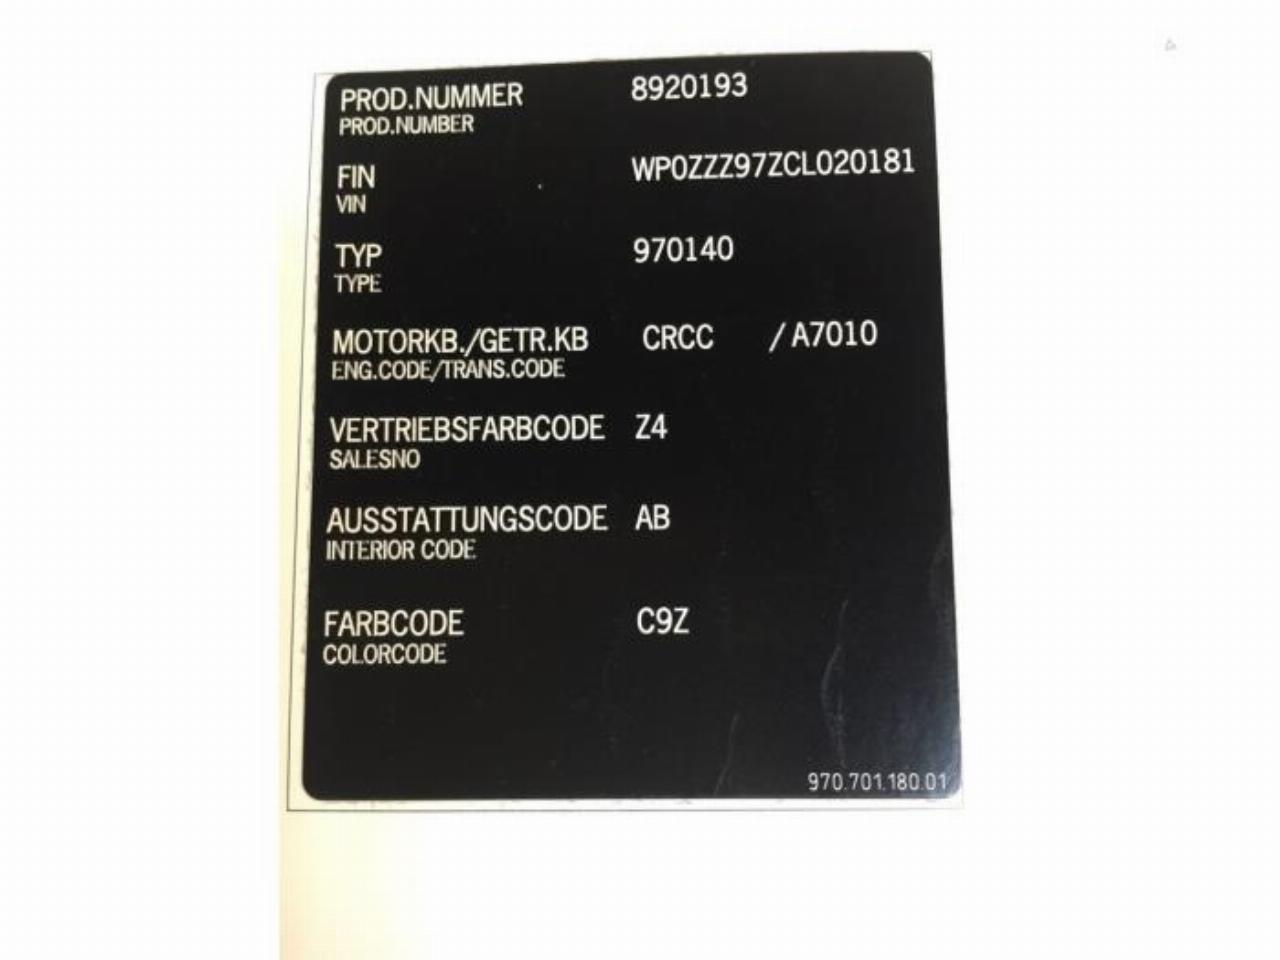 PROD.NUMMER 8920193
PROD.NUMBER
FIN WP0ZZZ97ZCL020181
VIN
TYP 970140
TYPE
MOTORKB./GETR.KB CRCC / A7010
ENG.CODE/TRANS.CODE
VERTRIEBSFARBCODE Z4
SALESNO
AUSSTATTUNGSCODE AB
INTERIOR CODE
FARBCODE C9Z
COLORCODE
970.701.180.01